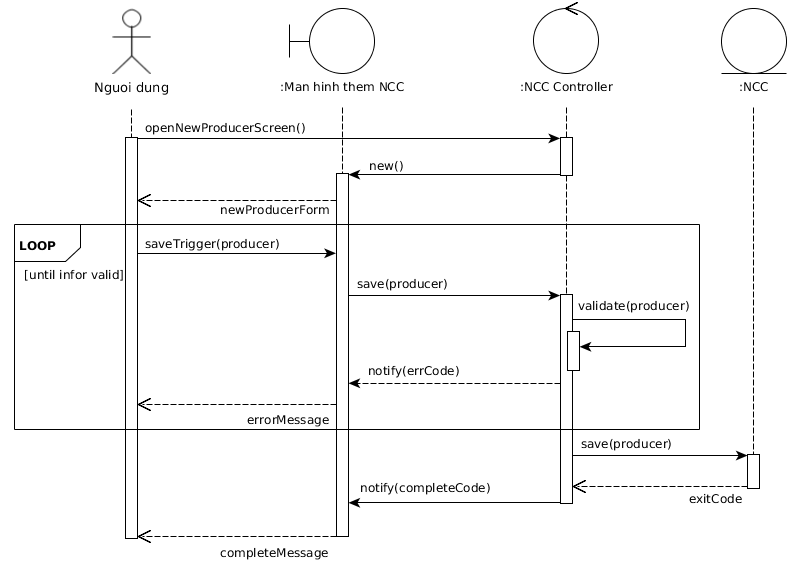 Nguoi dung
:Man hinh them NCC
:NCC Controller
:NCC
openNewProducerScreen()
new()
newProducerForm
LOOP
saveTrigger(producer)
[until infor valid]
save(producer)
validate(producer)
notify(errCode)
errorMessage
save(producer)
notify(completeCode)
exitCode
completeMessage